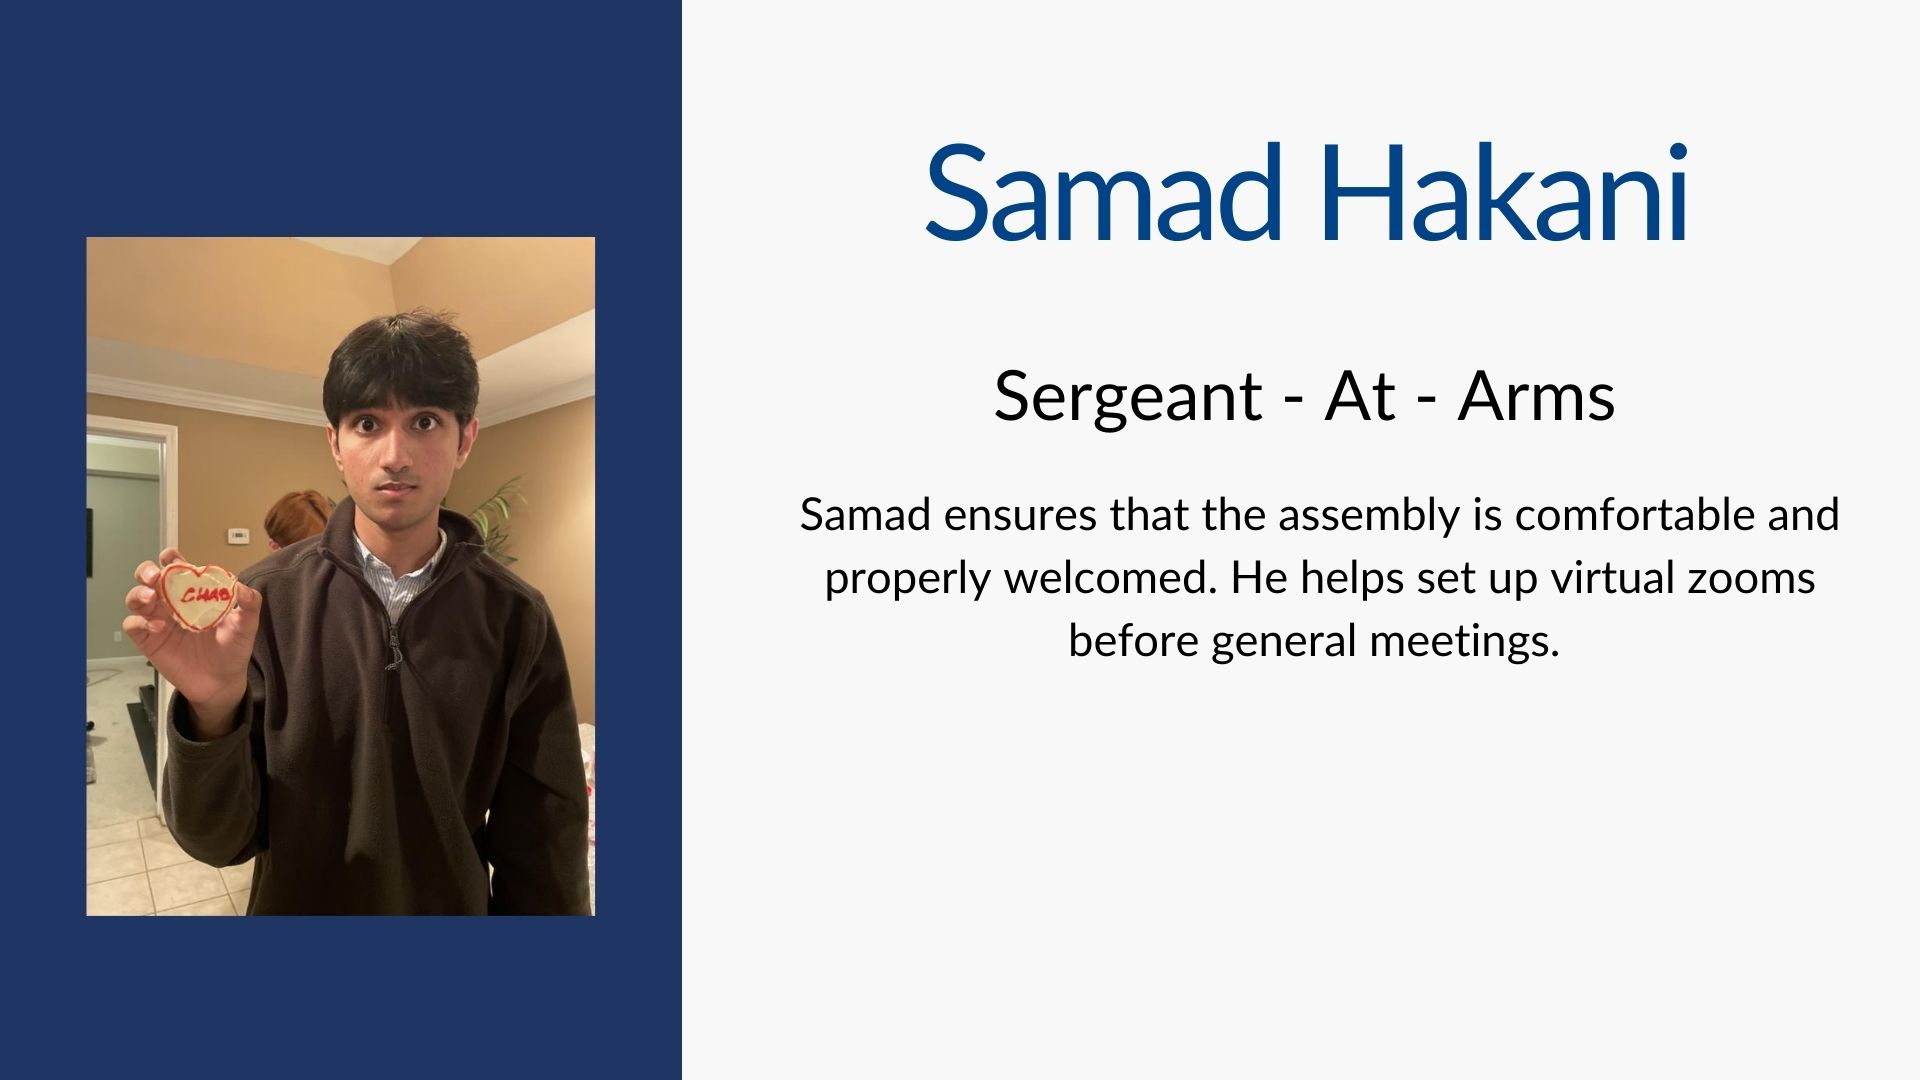 Samad Hakani
Sergeant - At - Arms
Samad ensures that the assembly is comfortable and
properly welcomed. He helps set up virtual zooms
before general meetings.
CHAB